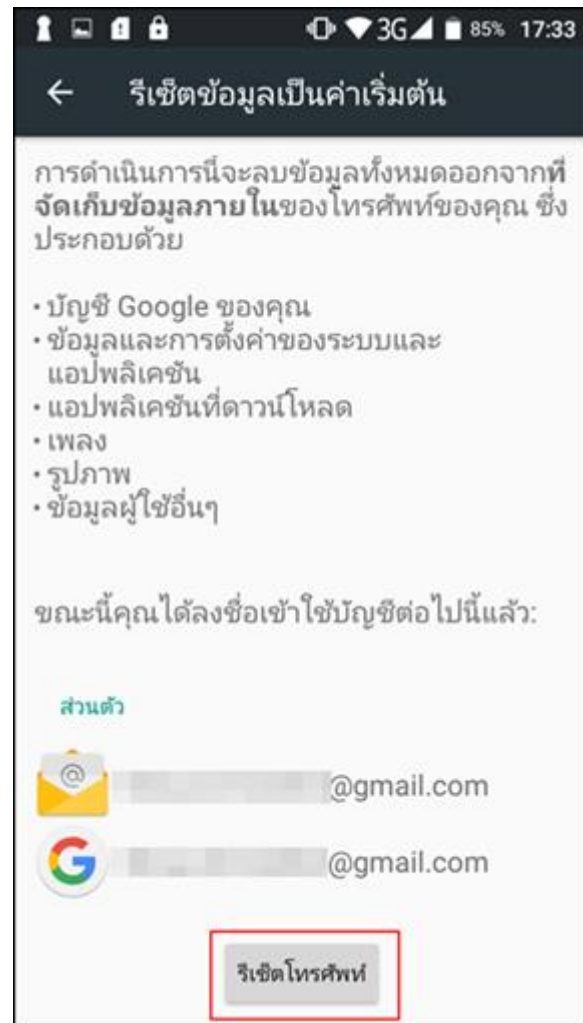 3G 85% 17:33
รีเซ็ตข้อมูลเป็นค่าเริ่มต้น
การดำเนินการนี้จะลบข้อมูลทั้งหมดออกจากที่
จัดเก็บข้อมูลภายในของโทรศัพท์ของคุณ ซึ่ง
ประกอบด้วย
• บัญชี Google ของคุณ
• ข้อมูลและการตั้งค่าของระบบและ
แอปพลิเคชัน
• แอปพลิเคชันที่ดาวน์โหลด
• เพลง
• รูปภาพ
• ข้อมูลผู้ใช้อื่นๆ
ขณะนี้คุณได้ลงชื่อเข้าใช้บัญชีต่อไปนี้แล้ว:
ส่วนตัว
@gmail.com
@gmail.com
รีเซ็ตโทรศัพท์